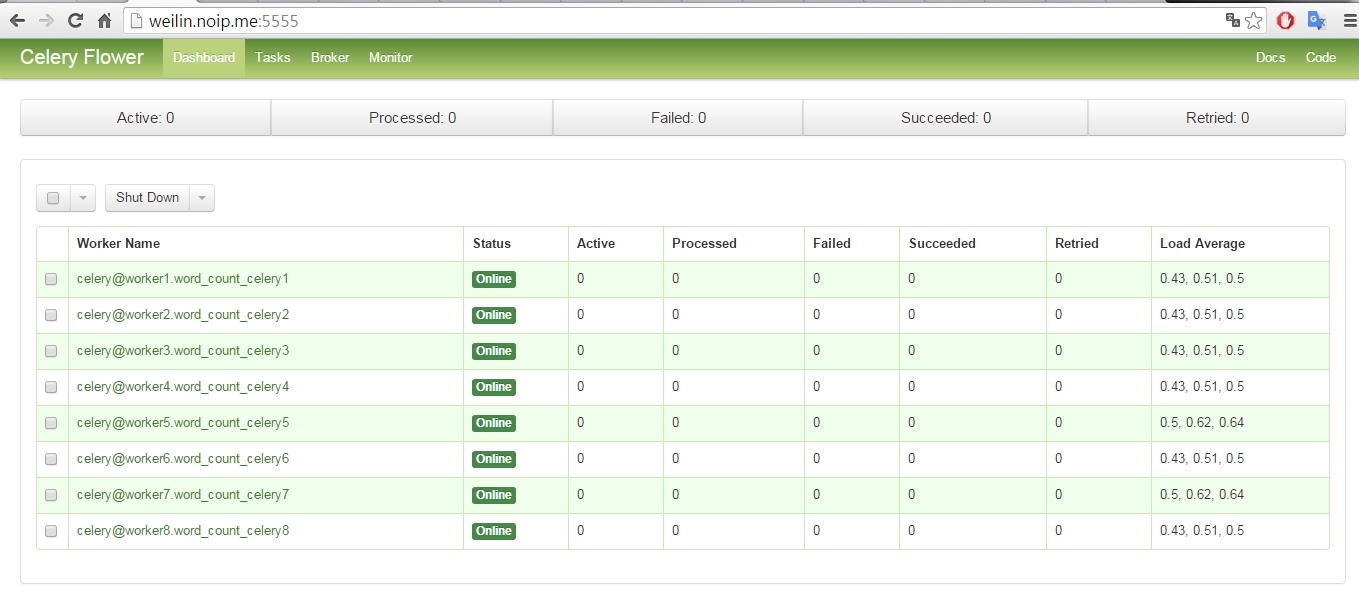 weilin.noip.me:5555
Celery Flower Dashboard Tasks Broker Monitor Docs Code
Active: 0 Processed: 0 Failed: 0 Succeeded: 0 Retried: 0
Shut Down
Worker Name Status Active Processed Failed Succeeded Retried Load Average
celery@worker1.word_count_celery1 Online 0 0 0 0 0 0.43, 0.51, 0.5
celery@worker2.word_count_celery2 Online 0 0 0 0 0 0.43, 0.51, 0.5
celery@worker3.word_count_celery3 Online 0 0 0 0 0 0.43, 0.51, 0.5
celery@worker4.word_count_celery4 Online 0 0 0 0 0 0.43, 0.51, 0.5
celery@worker5.word_count_celery5 Online 0 0 0 0 0 0.5, 0.62, 0.64
celery@worker6.word_count_celery6 Online 0 0 0 0 0 0.43, 0.51, 0.5
celery@worker7.word_count_celery7 Online 0 0 0 0 0 0.5, 0.62, 0.64
celery@worker8.word_count_celery8 Online 0 0 0 0 0 0.43, 0.51, 0.5